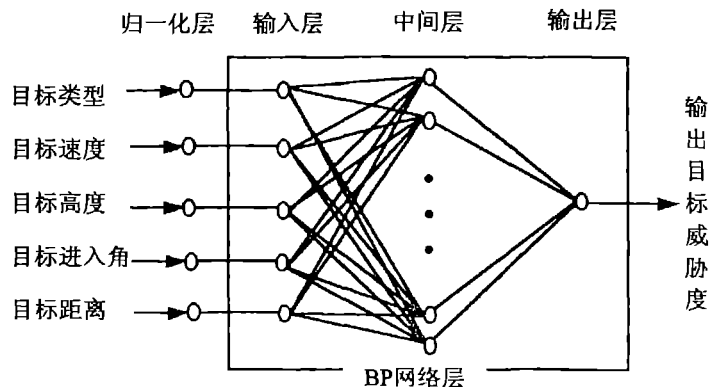 归一化层 输入层 中间层 输出层
目标类型
目标速度
目标高度
目标进入角
目标距离
输出目标威胁度
BP网络层